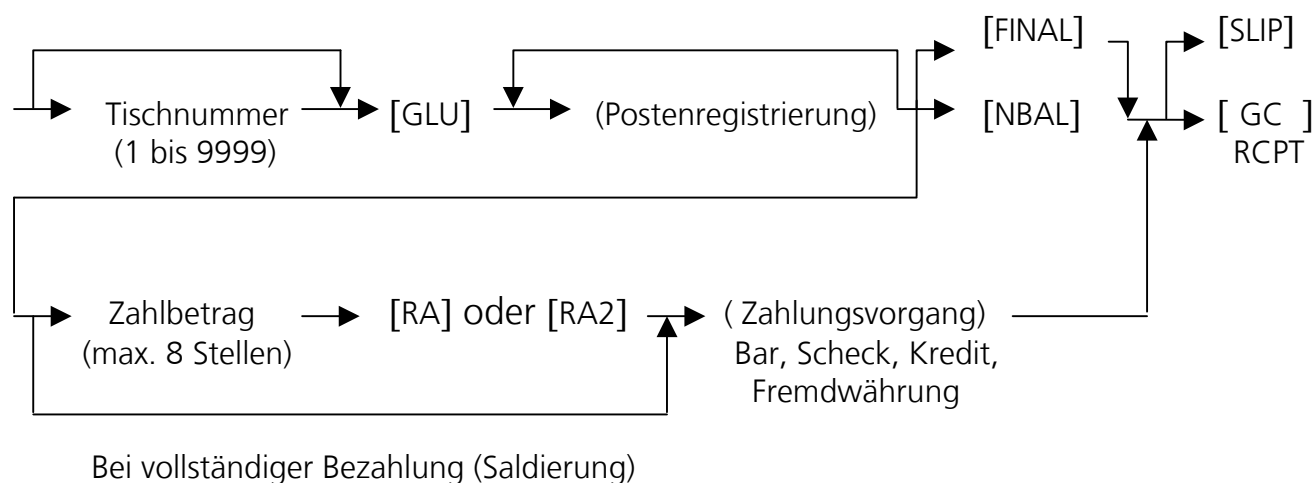 [FINAL] [SLIP]
Tischnummer [GLU] (Postenregistrierung) [NBAL] [ GC ]
(1 bis 9999) RCPT
Zahlbetrag [RA] oder [RA2] ( Zahlungsvorgang)
(max. 8 Stellen) Bar, Scheck, Kredit,
Fremdwährung
Bei vollständiger Bezahlung (Saldierung)